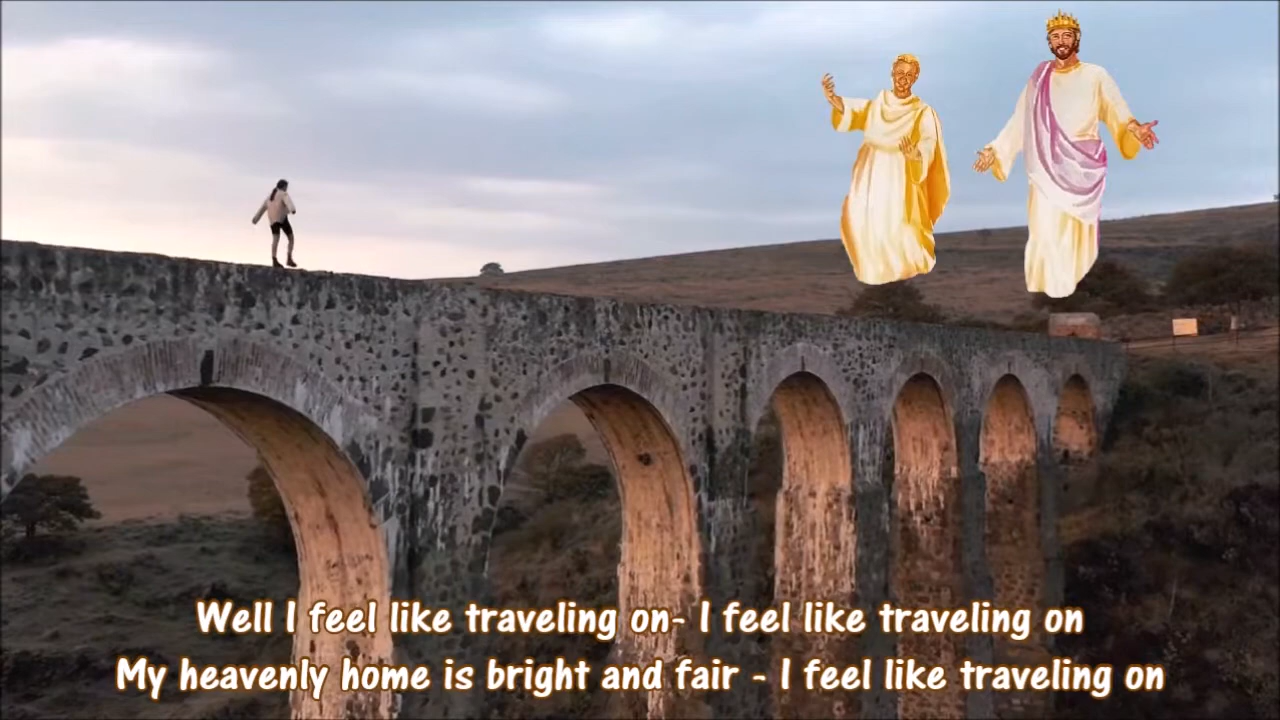 Well I feel like traveling on- I feel like traveling on
My heavenly home is bright and fair - I feel like traveling on